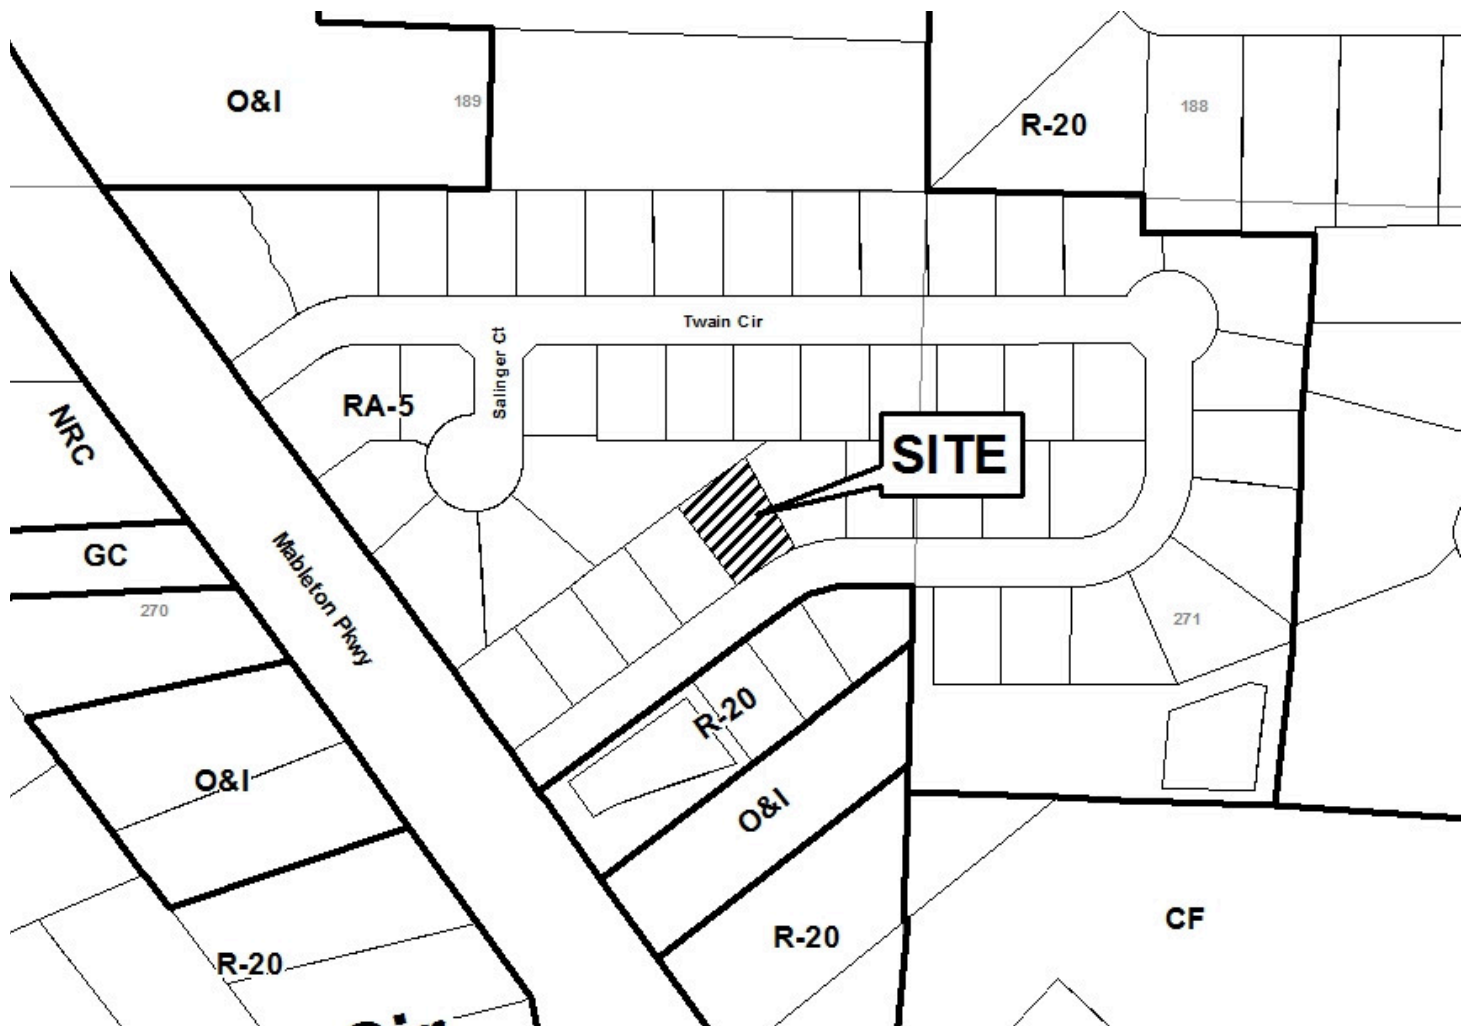 O&I
189
188
R-20
Twain Cir
Salinger Ct
RA-5
NRC
SITE
GC
Mableton Pkwy
270
271
R-20
O&I
O&I
CF
R-20
R-20